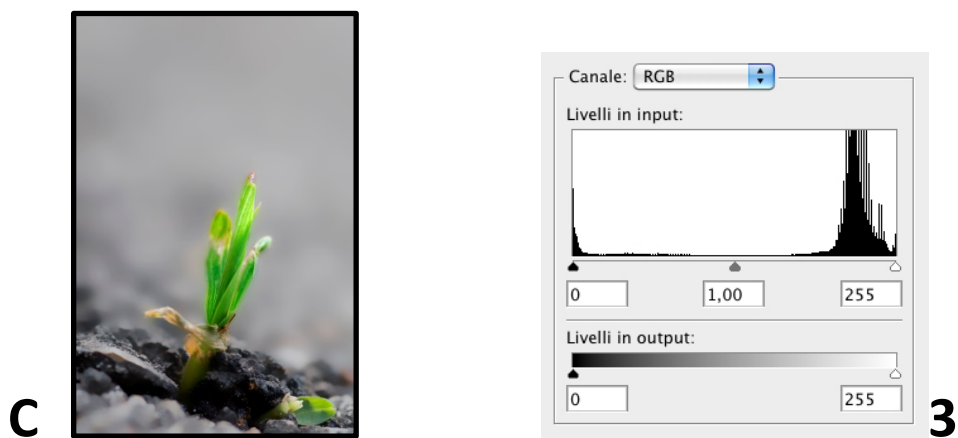 Canale: RGB
Livelli in input:
0 1,00 255
Livelli in output:
0 255
C 3